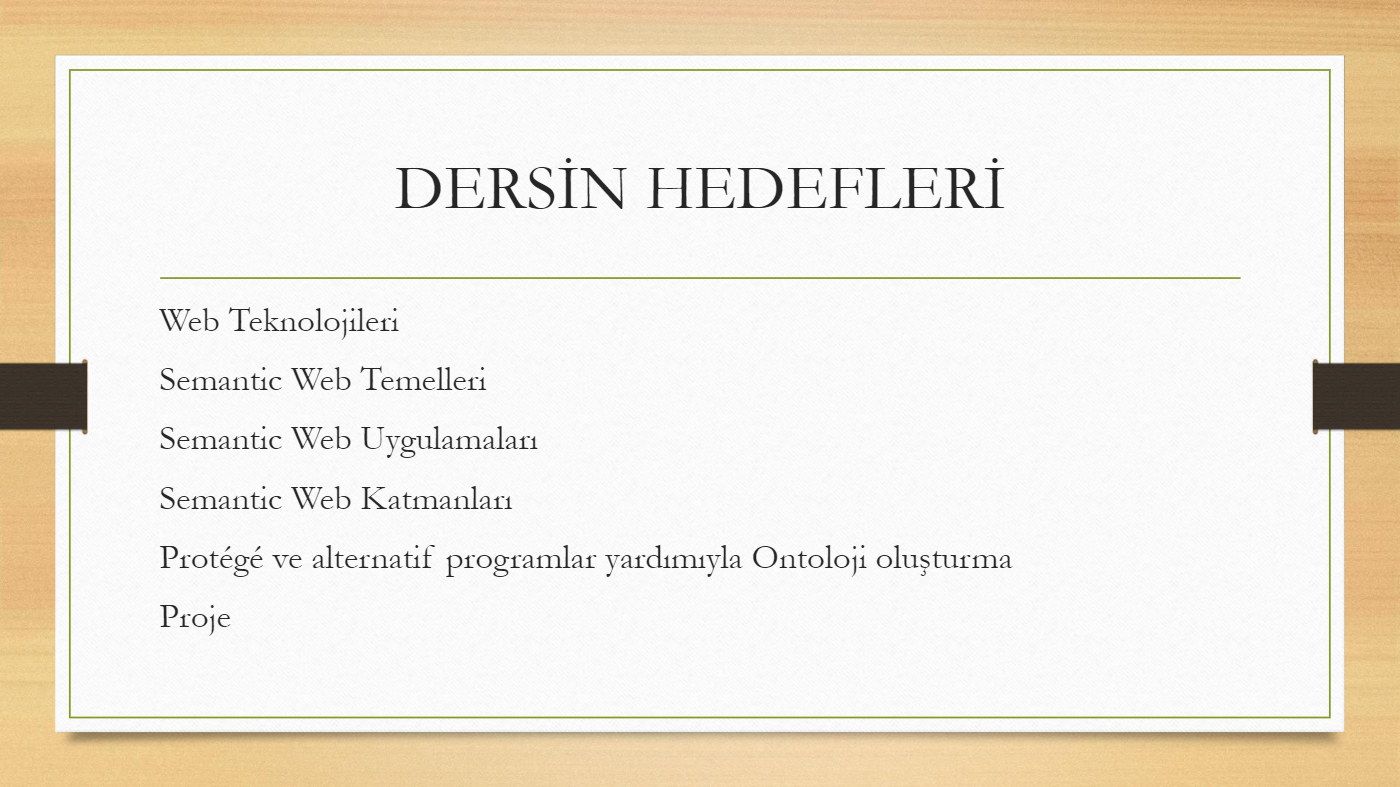 DERSİN HEDEFLERİ
Web Teknolojileri
Semantic Web Temelleri
Semantic Web Uygulamaları
Semantic Web Katmanları
Protégé ve alternatif programlar yardımıyla Ontoloji oluşturma
Proje